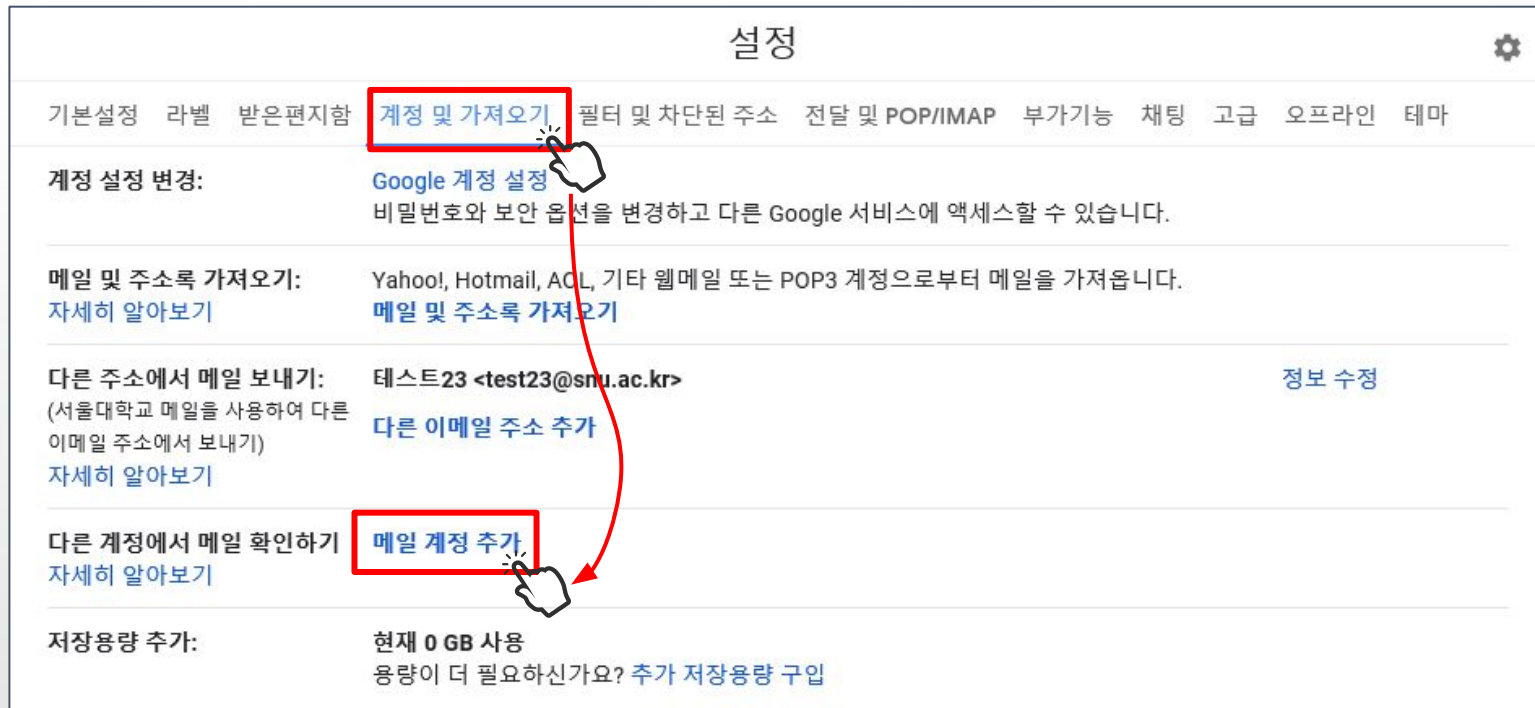 설정
기본설정 라벨 받은편지함 계정 및 가져오기 필터 및 차단된 주소 전달 및 POP/IMAP 부가기능 채팅 고급 오프라인 테마
계정 설정 변경: Google 계정 설정
비밀번호와 보안 옵션을 변경하고 다른 Google 서비스에 액세스할 수 있습니다.
메일 및 주소록 가져오기: Yahoo!, Hotmail, AOL, 기타 웹메일 또는 POP3 계정으로부터 메일을 가져옵니다.
자세히 알아보기 메일 및 주소록 가져오기
다른 주소에서 메일 보내기: 테스트23 <test23@snu.ac.kr> 정보 수정
(서울대학교 메일을 사용하여 다른
이메일 주소에서 보내기) 다른 이메일 주소 추가
자세히 알아보기
다른 계정에서 메일 확인하기 메일 계정 추가
자세히 알아보기
저장용량 추가: 현재 0 GB 사용
용량이 더 필요하신가요? 추가 저장용량 구입